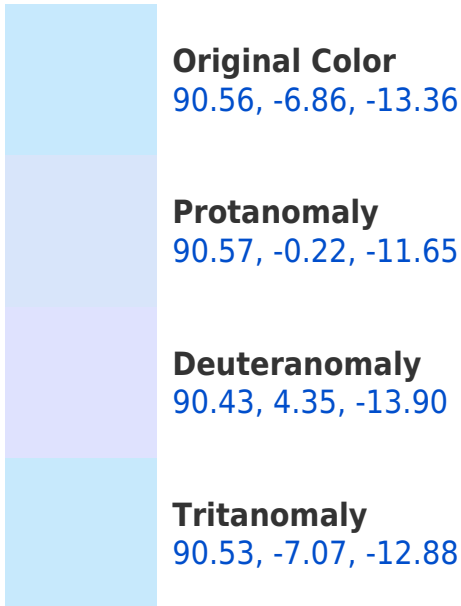 Original Color
90.56, -6.86, -13.36
Protanomaly
90.57, -0.22, -11.65
Deuteranomaly
90.43, 4.35, -13.90
Tritanomaly
90.53, -7.07, -12.88